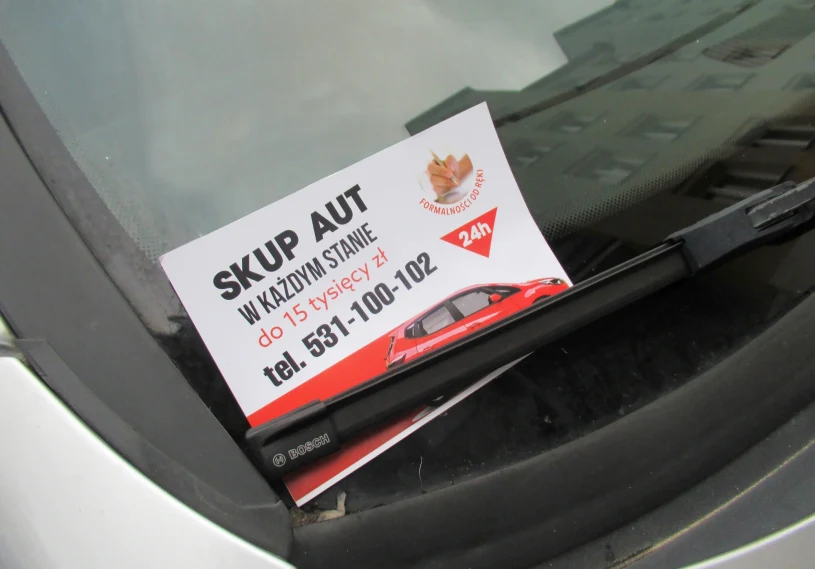 SKUP AUT
W KAŻDYM STANIE
do 15 tysięcy zł
tel. 531-100-102
FORMALNOŚCI OD RĘKI
24h
BOSCH